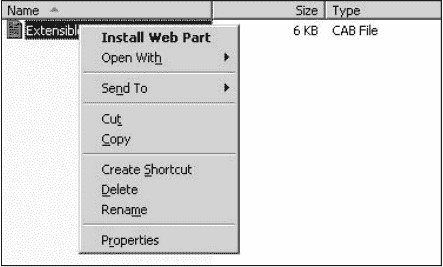 Name Size Type
Extensibl 6 KB CAB File
Install Web Part
Open With
Send To
Cut
Copy
Create Shortcut
Delete
Rename
Properties